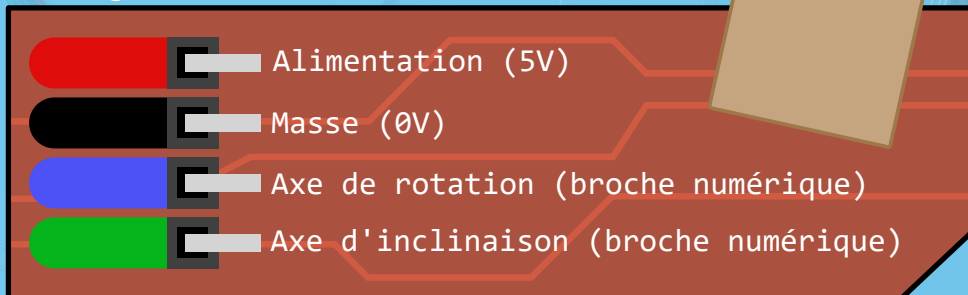 Alimentation (5V)
Masse (0V)
Axe de rotation (broche numérique)
Axe d'inclinaison (broche numérique)